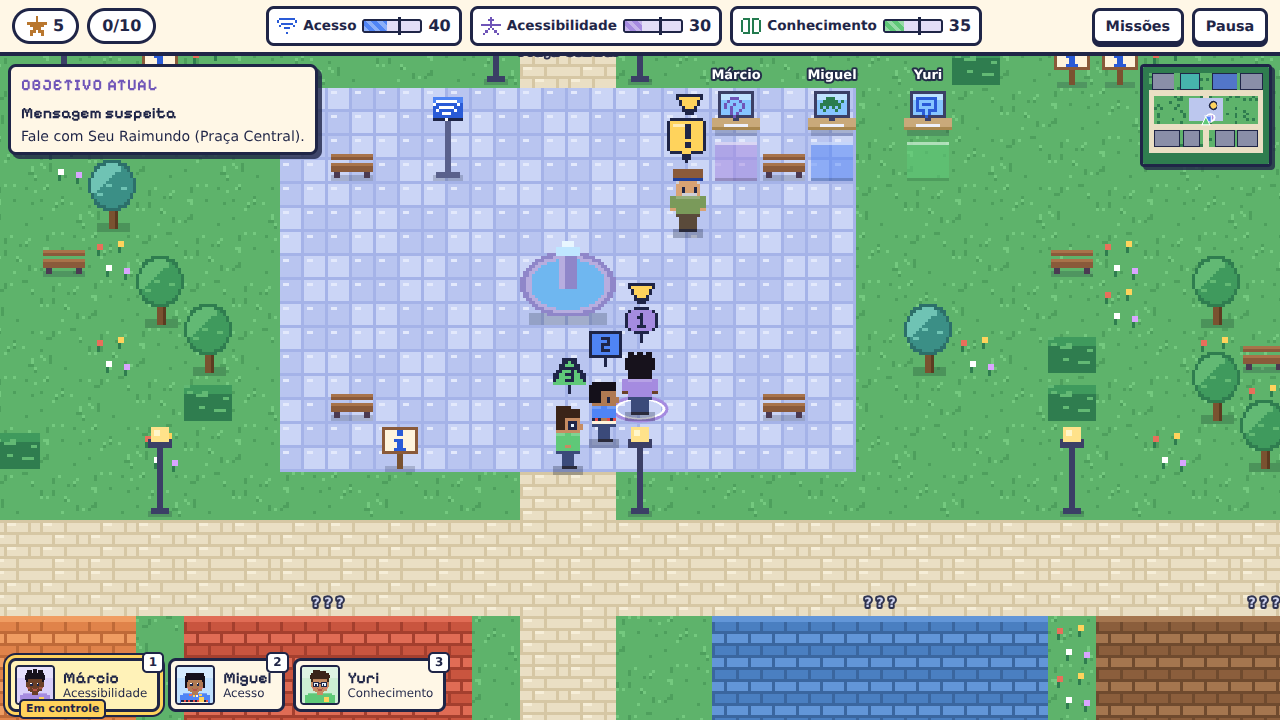 5
0/10
Acesso 40
Acessibilidade 30
Conhecimento 35
Missões
Pausa
OBJETIVO ATUAL
Mensagem suspeita
Fale com Seu Raimundo (Praça Central).
Márcio
Miguel
Yuri
!
1
2
3
???
???
???
1
Márcio
Acessibilidade
Em controle
2
Miguel
Acesso
3
Yuri
Conhecimento